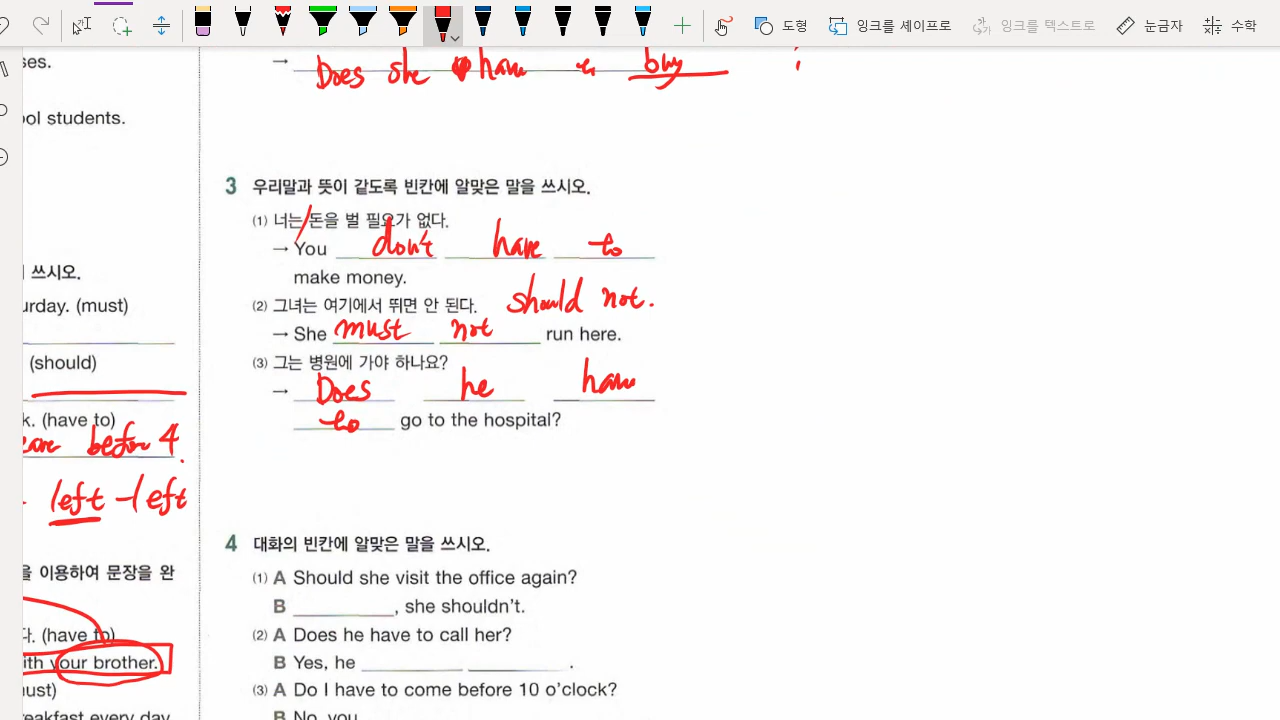 도형 잉크를 셰이프로 잉크를 텍스트로 눈금자 수학
ses.
ool students.
쓰시오.
urday. (must)
(should)
k. (have to)
before 4.
left - left
을 이용하여 문장을 완
다. (have to)
ith your brother.
ust)
eakfast every day
→ Does she have to buy ?
3 우리말과 뜻이 같도록 빈칸에 알맞은 말을 쓰시오.
(1) 너는 돈을 벌 필요가 없다.
→ You don't have to
make money.
(2) 그녀는 여기에서 뛰면 안 된다. should not.
→ She must not run here.
(3) 그는 병원에 가야 하나요?
→ Does he have
to go to the hospital?
4 대화의 빈칸에 알맞은 말을 쓰시오.
(1) A Should she visit the office again?
B , she shouldn't.
(2) A Does he have to call her?
B Yes, he .
(3) A Do I have to come before 10 o'clock?
B No, you